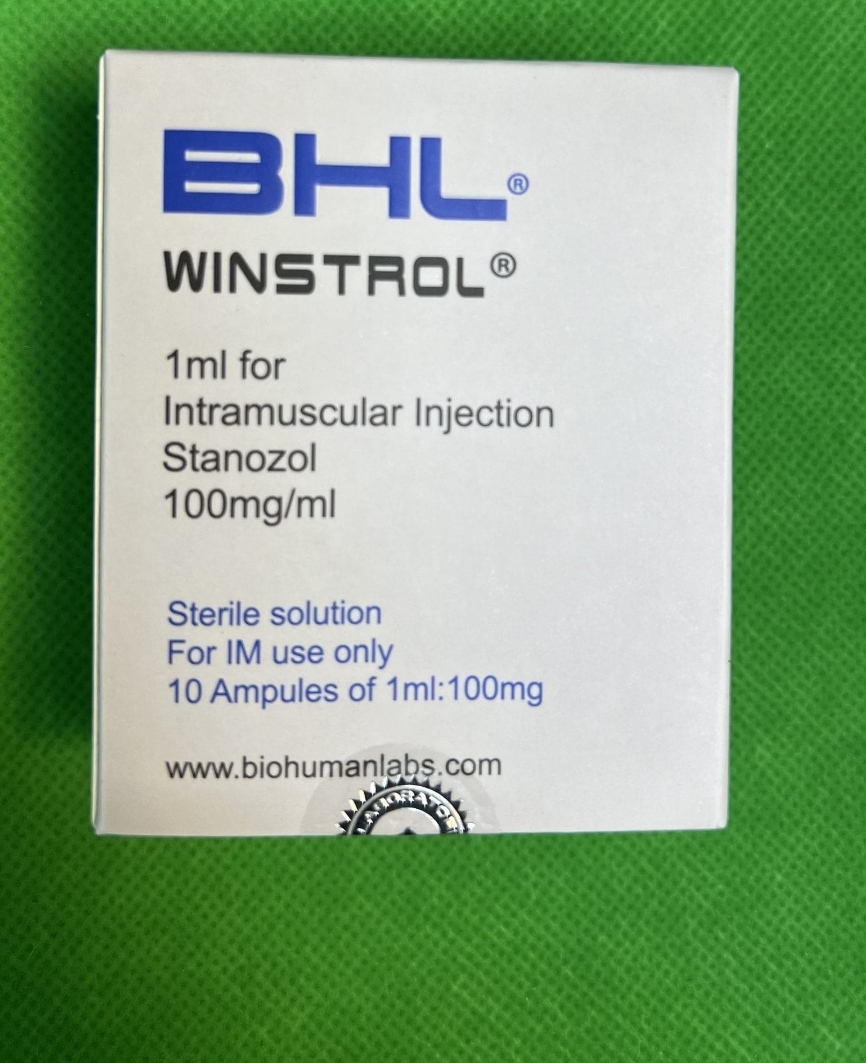 BHL®
WINSTROL®
1ml for
Intramuscular Injection
Stanozol
100mg/ml
Sterile solution
For IM use only
10 Ampules of 1ml:100mg
www.biohumanlabs.com